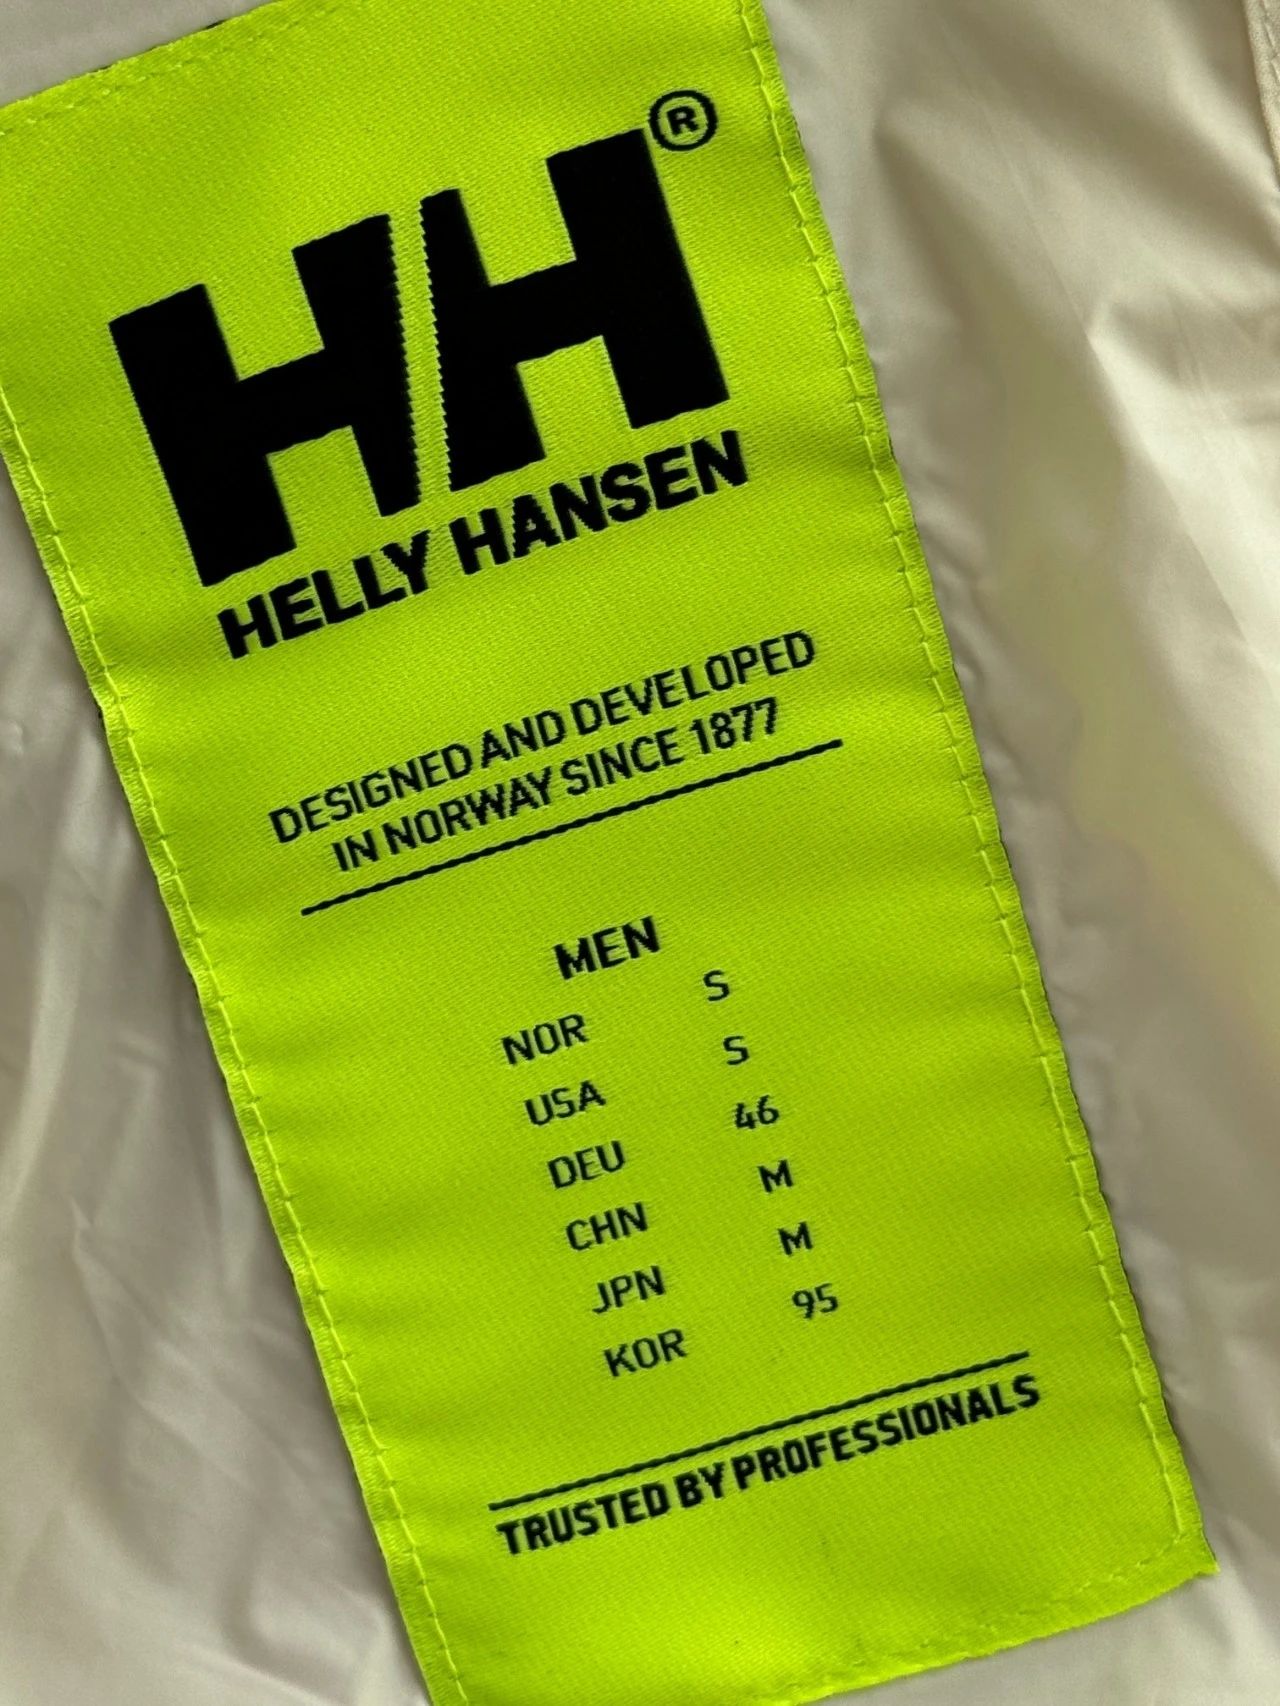 HH®
HELLY HANSEN
DESIGNED AND DEVELOPED
IN NORWAY SINCE 1877
MEN
NOR S
USA S
DEU 46
CHN M
JPN M
KOR 95
TRUSTED BY PROFESSIONALS